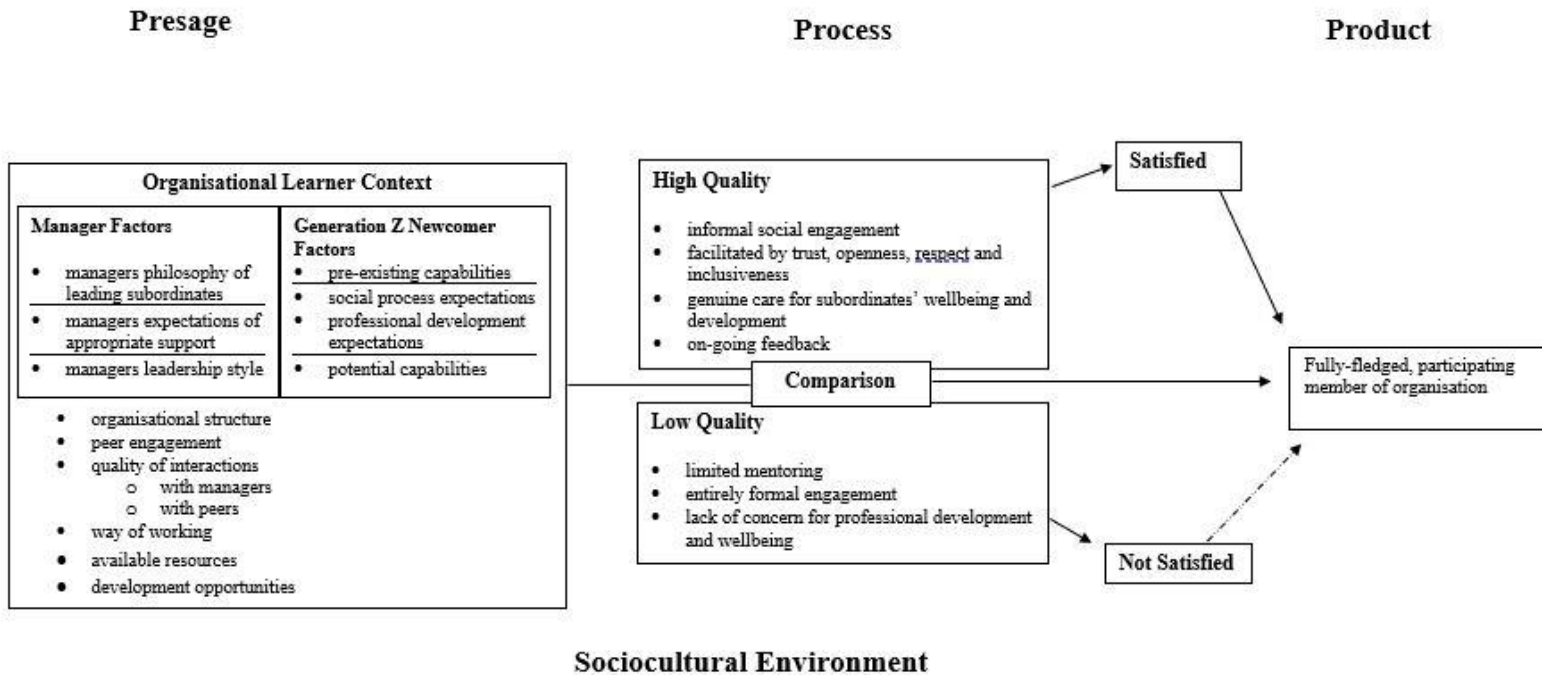 Presage
Process
Product
Organisational Learner Context
Manager Factors
• managers philosophy of
leading subordinates
• managers expectations of
appropriate support
• managers leadership style
Generation Z Newcomer
Factors
• pre-existing capabilities
• social process expectations
• professional development
expectations
• potential capabilities
• organisational structure
• peer engagement
• quality of interactions
o with managers
o with peers
• way of working
• available resources
• development opportunities
High Quality
• informal social engagement
• facilitated by trust, openness, respect and
inclusiveness
• genuine care for subordinates’ wellbeing and
development
• on-going feedback
Comparison
Low Quality
• limited mentoring
• entirely formal engagement
• lack of concern for professional development
and wellbeing
Satisfied
Not Satisfied
Fully-fledged, participating
member of organisation
Sociocultural Environment